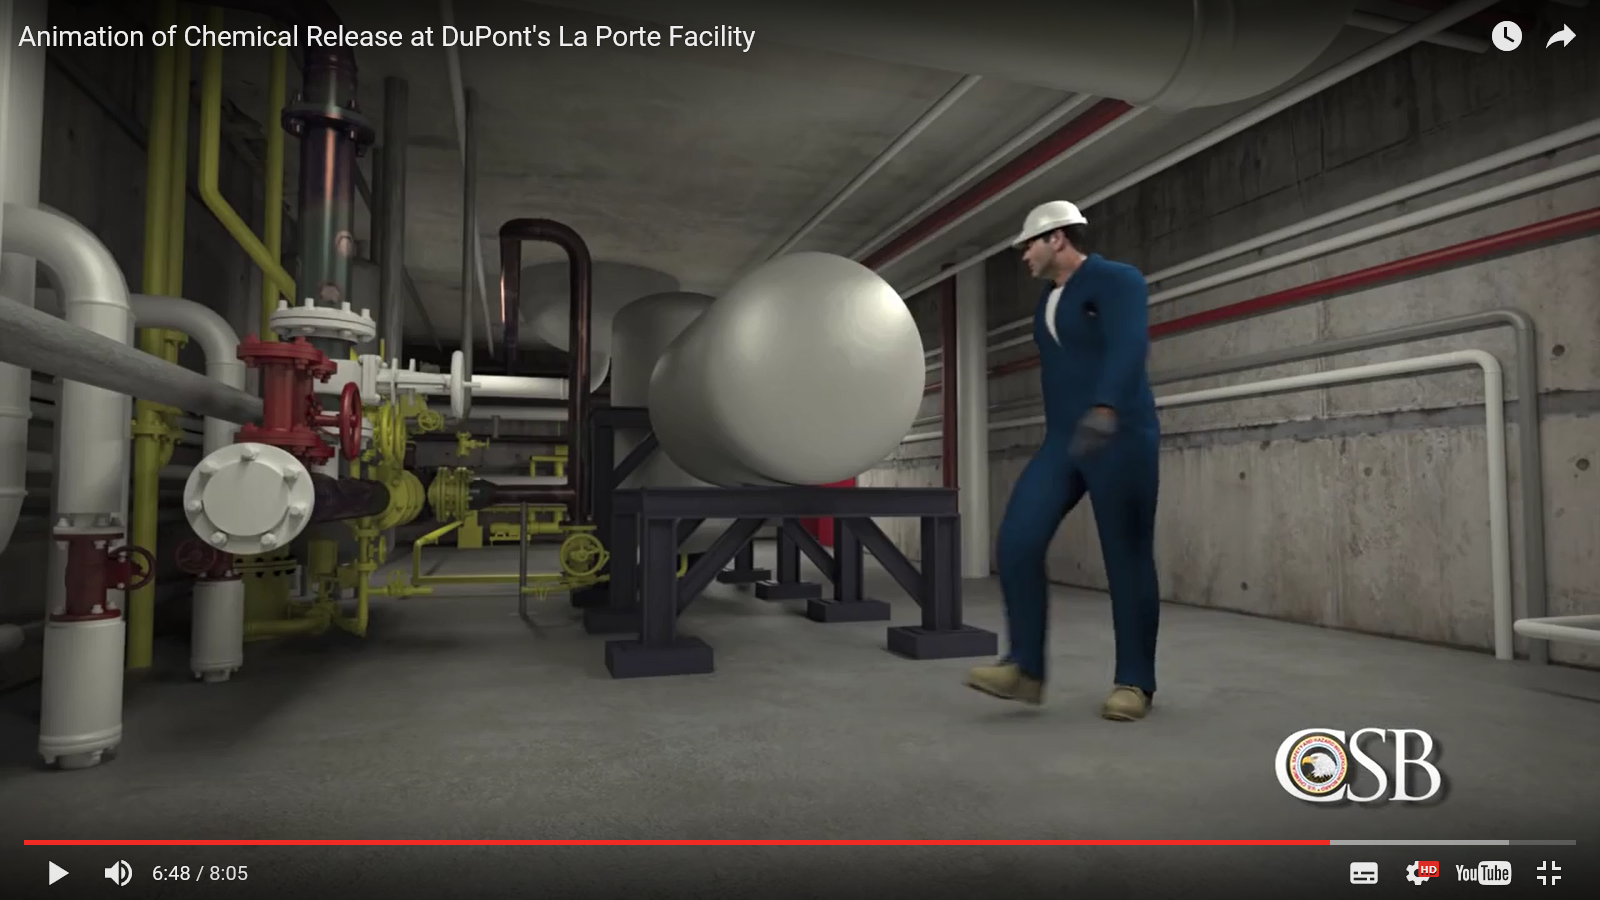 Animation of Chemical Release at DuPont's La Porte Facility
CSB
6:48 / 8:05
HD
YouTube